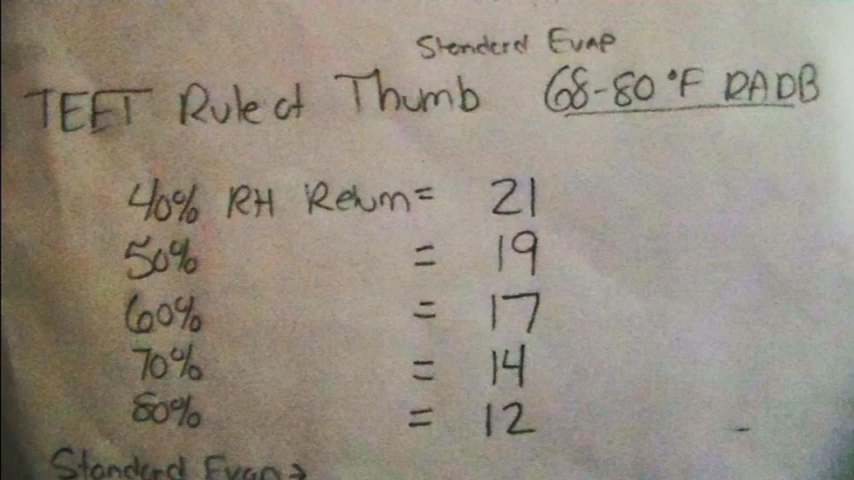 Standard Evap
TEET Rule of Thumb 68-80 °F RADB
40% RH Return = 21
50% = 19
60% = 17
70% = 14
80% = 12
Standard Evap →